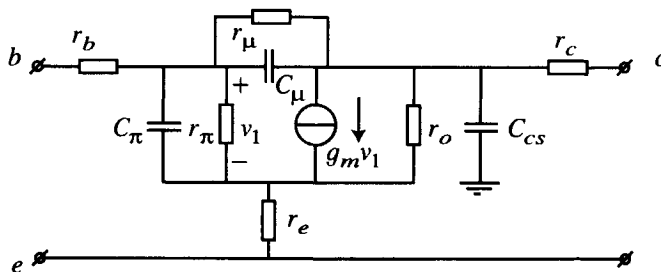 r_μ
b r_b r_c c
+ C_μ
C_π r_π v_1 r_o C_cs
− g_m v_1
r_e
e